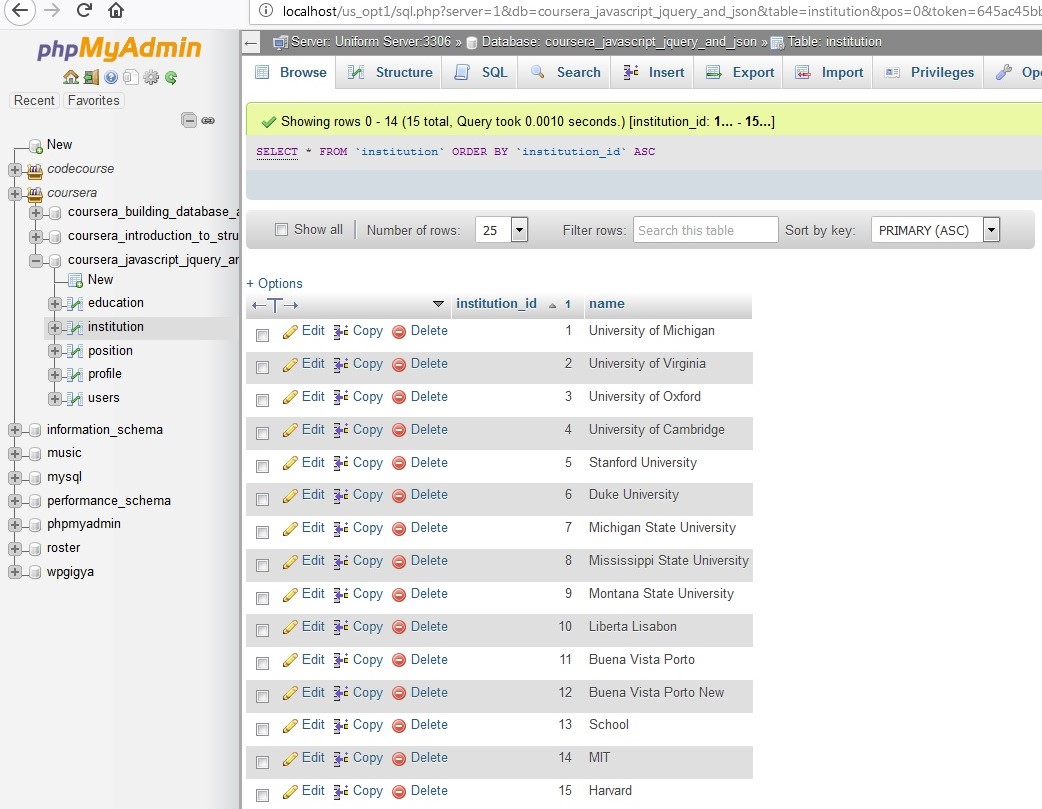 localhost/us_opt1/sql.php?server=1&db=coursera_javascript_jquery_and_json&table=institution&pos=0&token=645ac45bb
phpMyAdmin
Recent Favorites
New
codecourse
coursera
coursera_building_database_a
coursera_introduction_to_stru
coursera_javascript_jquery_ar
New
education
institution
position
profile
users
information_schema
music
mysql
performance_schema
phpmyadmin
roster
wpgigya
Server: Uniform Server:3306 » Database: coursera_javascript_jquery_and_json » Table: institution
Browse Structure SQL Search Insert Export Import Privileges Ope
Showing rows 0 - 14 (15 total, Query took 0.0010 seconds.) [institution_id: 1... - 15...]
SELECT * FROM `institution` ORDER BY `institution_id` ASC
Show all Number of rows: 25 Filter rows: Search this table Sort by key: PRIMARY (ASC)
+ Options
←T→ institution_id 1 name
Edit Copy Delete 1 University of Michigan
Edit Copy Delete 2 University of Virginia
Edit Copy Delete 3 University of Oxford
Edit Copy Delete 4 University of Cambridge
Edit Copy Delete 5 Stanford University
Edit Copy Delete 6 Duke University
Edit Copy Delete 7 Michigan State University
Edit Copy Delete 8 Mississippi State University
Edit Copy Delete 9 Montana State University
Edit Copy Delete 10 Liberta Lisabon
Edit Copy Delete 11 Buena Vista Porto
Edit Copy Delete 12 Buena Vista Porto New
Edit Copy Delete 13 School
Edit Copy Delete 14 MIT
Edit Copy Delete 15 Harvard